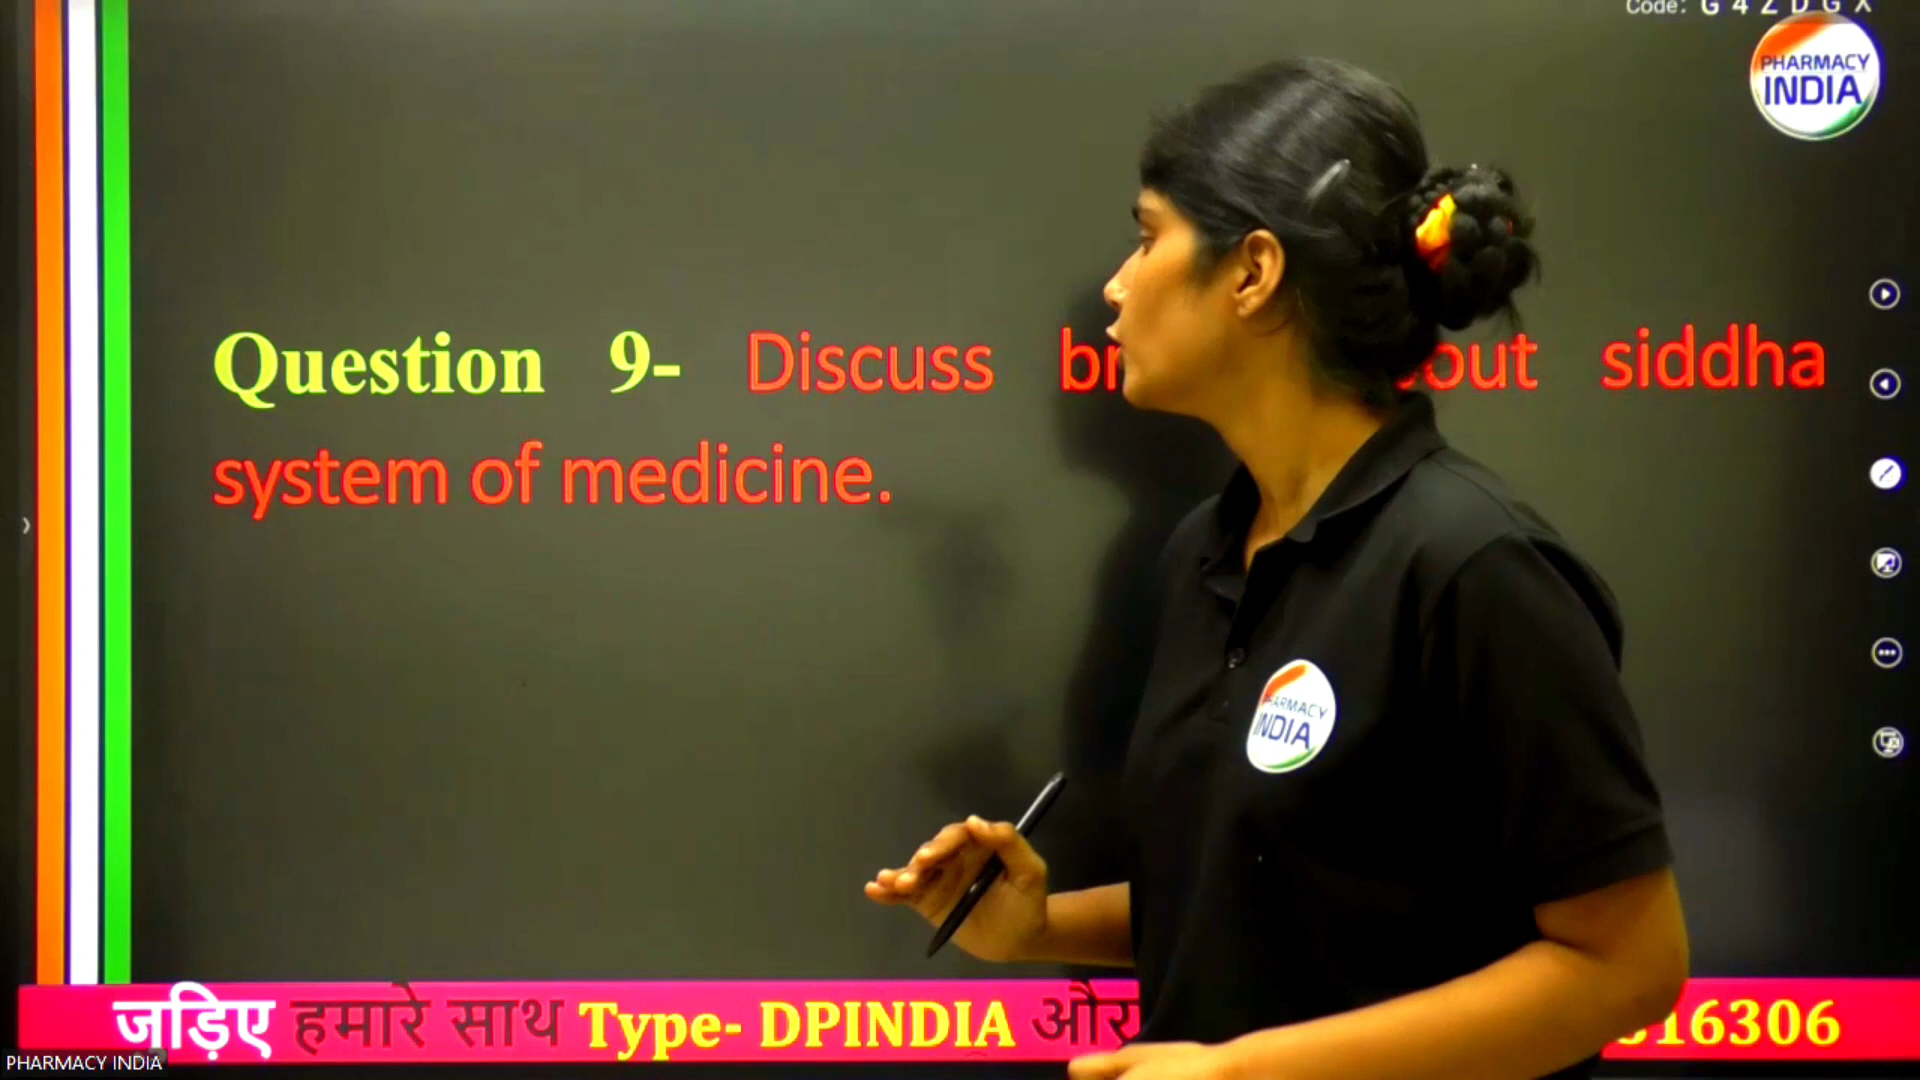 Code: G 4 Z D G X
PHARMACY
INDIA
Question 9- Discuss out siddha
system of medicine.
PHARMACY
INDIA
जड़िए हमारे साथ Type- DPINDIA और 16306
PHARMACY INDIA